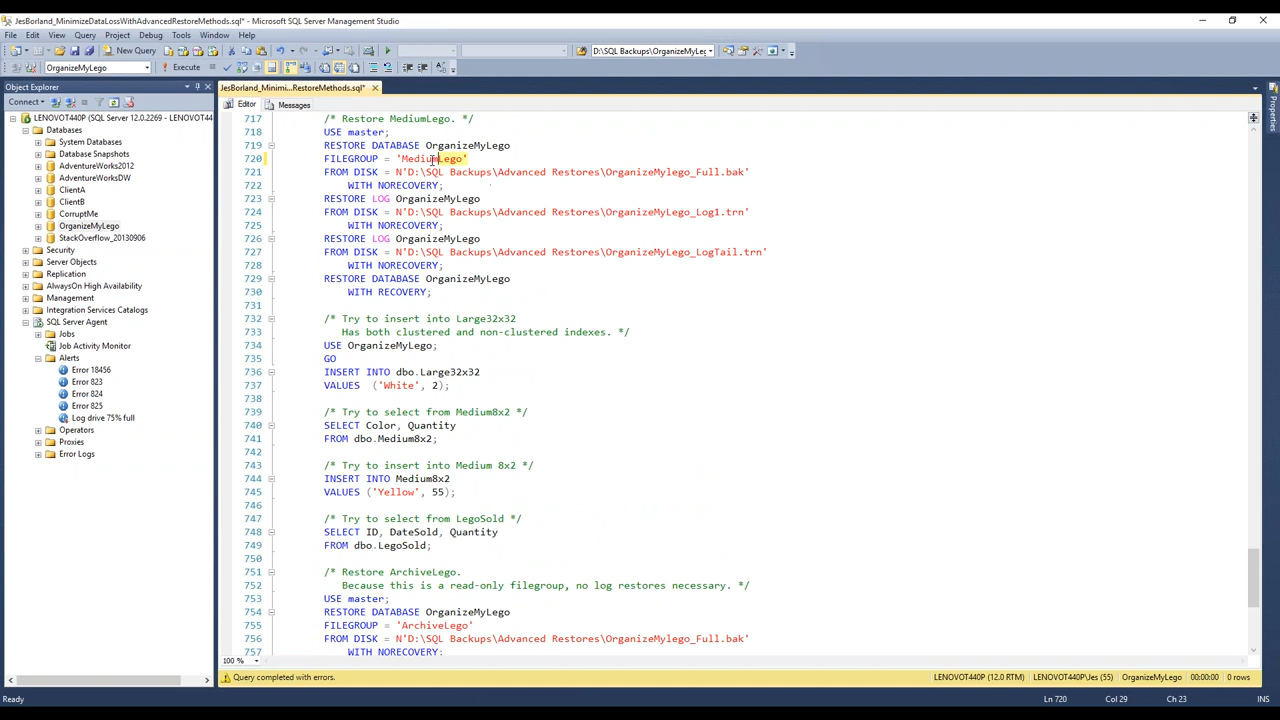 JesBorland_MinimizeDataLossWithAdvancedRestoreMethods.sql* - Microsoft SQL Server Management Studio
File Edit View Query Project Debug Tools Window Help
New Query
D:\SQL Backups\OrganizeMyLeg
OrganizeMyLego
Execute
Object Explorer
Connect
LENOVOT440P (SQL Server 12.0.2269 - LENOVOT44
Databases
System Databases
Database Snapshots
AdventureWorks2012
AdventureWorksDW
ClientA
ClientB
CorruptMe
OrganizeMyLego
StackOverflow_20130906
Security
Server Objects
Replication
AlwaysOn High Availability
Management
Integration Services Catalogs
SQL Server Agent
Jobs
Job Activity Monitor
Alerts
Error 18456
Error 823
Error 824
Error 825
Log drive 75% full
Operators
Proxies
Error Logs
JesBorland_Minimi...RestoreMethods.sql*
Editor Messages
717 /* Restore MediumLego. */
718 USE master;
719 RESTORE DATABASE OrganizeMyLego
720 FILEGROUP = 'MediumLego'
721 FROM DISK = N'D:\SQL Backups\Advanced Restores\OrganizeMylego_Full.bak'
722 WITH NORECOVERY;
723 RESTORE LOG OrganizeMyLego
724 FROM DISK = N'D:\SQL Backups\Advanced Restores\OrganizeMyLego_Log1.trn'
725 WITH NORECOVERY;
726 RESTORE LOG OrganizeMyLego
727 FROM DISK = N'D:\SQL Backups\Advanced Restores\OrganizeMyLego_LogTail.trn'
728 WITH NORECOVERY;
729 RESTORE DATABASE OrganizeMyLego
730 WITH RECOVERY;
731
732 /* Try to insert into Large32x32
733 Has both clustered and non-clustered indexes. */
734 USE OrganizeMyLego;
735 GO
736 INSERT INTO dbo.Large32x32
737 VALUES ('White', 2);
738
739 /* Try to select from Medium8x2 */
740 SELECT Color, Quantity
741 FROM dbo.Medium8x2;
742
743 /* Try to insert into Medium 8x2 */
744 INSERT INTO Medium8x2
745 VALUES ('Yellow', 55);
746
747 /* Try to select from LegoSold */
748 SELECT ID, DateSold, Quantity
749 FROM dbo.LegoSold;
750
751 /* Restore ArchiveLego.
752 Because this is a read-only filegroup, no log restores necessary. */
753 USE master;
754 RESTORE DATABASE OrganizeMyLego
755 FILEGROUP = 'ArchiveLego'
756 FROM DISK = N'D:\SQL Backups\Advanced Restores\OrganizeMylego_Full.bak'
757 WITH NORECOVERY;
100 %
Query completed with errors. LENOVOT440P (12.0 RTM) LENOVOT440P\Jes (55) OrganizeMyLego 00:00:00 0 rows
Ready Ln 720 Col 29 Ch 23 INS
Properties